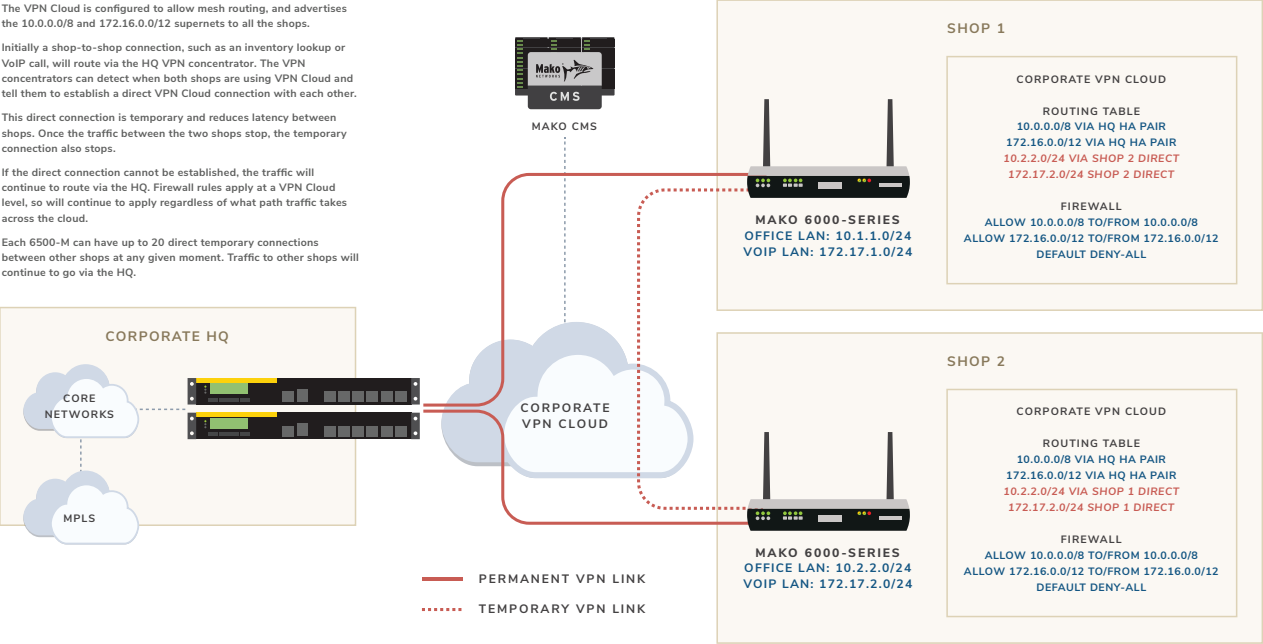 The VPN Cloud is configured to allow mesh routing, and advertises
the 10.0.0.0/8 and 172.16.0.0/12 supernets to all the shops.
Initially a shop-to-shop connection, such as an inventory lookup or
VoIP call, will route via the HQ VPN concentrator. The VPN
concentrators can detect when both shops are using VPN Cloud and
tell them to establish a direct VPN Cloud connection with each other.
This direct connection is temporary and reduces latency between
shops. Once the traffic between the two shops stop, the temporary
connection also stops.
If the direct connection cannot be established, the traffic will
continue to route via the HQ. Firewall rules apply at a VPN Cloud
level, so will continue to apply regardless of what path traffic takes
across the cloud.
Each 6500-M can have up to 20 direct temporary connections
between other shops at any given moment. Traffic to other shops will
continue to go via the HQ.
CORPORATE HQ
CORE
NETWORKS
MPLS
Mako
NETWORKS
CMS
MAKO CMS
CORPORATE
VPN CLOUD
PERMANENT VPN LINK
TEMPORARY VPN LINK
SHOP 1
MAKO 6000-SERIES
OFFICE LAN: 10.1.1.0/24
VOIP LAN: 172.17.1.0/24
CORPORATE VPN CLOUD
ROUTING TABLE
10.0.0.0/8 VIA HQ HA PAIR
172.16.0.0/12 VIA HQ HA PAIR
10.2.2.0/24 VIA SHOP 2 DIRECT
172.17.2.0/24 SHOP 2 DIRECT
FIREWALL
ALLOW 10.0.0.0/8 TO/FROM 10.0.0.0/8
ALLOW 172.16.0.0/12 TO/FROM 172.16.0.0/12
DEFAULT DENY-ALL
SHOP 2
MAKO 6000-SERIES
OFFICE LAN: 10.2.2.0/24
VOIP LAN: 172.17.2.0/24
CORPORATE VPN CLOUD
ROUTING TABLE
10.0.0.0/8 VIA HQ HA PAIR
172.16.0.0/12 VIA HQ HA PAIR
10.2.2.0/24 VIA SHOP 1 DIRECT
172.17.2.0/24 SHOP 1 DIRECT
FIREWALL
ALLOW 10.0.0.0/8 TO/FROM 10.0.0.0/8
ALLOW 172.16.0.0/12 TO/FROM 172.16.0.0/12
DEFAULT DENY-ALL